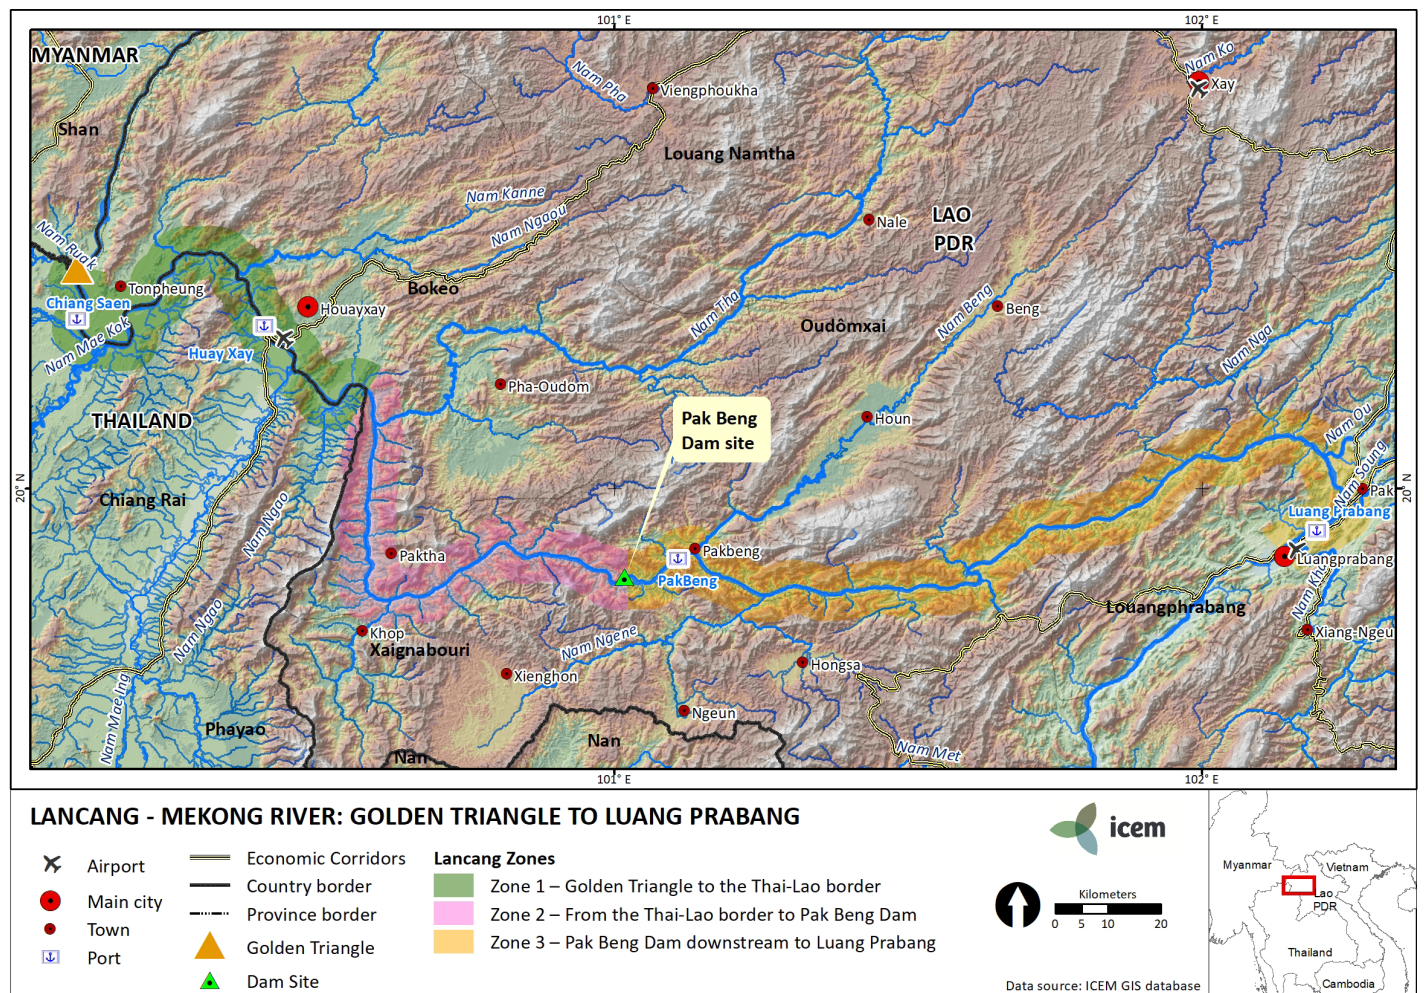 101° E
102° E
MYANMAR
Nam Ko
Nam Pha
Viengphoukha
Xay
Shan
Louang Namtha
Nam Kanne
Nam Ngaou
Nale
LAO
PDR
Nam Ruak
Tonpheung
Bokeo
Chiang Saen
Houayxay
Nam Tha
Nam Beng
Beng
Oudômxai
Nam Mae Kok
Huay Xay
Nam Nga
Pha-Oudom
THAILAND
Pak Beng
Dam site
Houn
Nam Ou
Nam Soung
20° N
Chiang Rai
Nam Ngao
20° N
Pak
Luang Prabang
Paktha
Pakbeng
PakBeng
Luangprabang
Nam Kha
Louangphrabang
Nam Ngao
Khop
Xaignabouri
Nam Ngene
Xiang-Ngeu
Xienghon
Hongsa
Nam Mae Ing
Phayao
Ngeun
Nan
Nan
Nam Met
101° E
102° E
LANCANG - MEKONG RIVER: GOLDEN TRIANGLE TO LUANG PRABANG
Airport
Main city
Town
Port
Economic Corridors
Country border
Province border
Golden Triangle
Dam Site
Lancang Zones
Zone 1 – Golden Triangle to the Thai-Lao border
Zone 2 – From the Thai-Lao border to Pak Beng Dam
Zone 3 – Pak Beng Dam downstream to Luang Prabang
icem
Kilometers
0 5 10 20
Data source: ICEM GIS database
Myanmar
Vietnam
Lao
PDR
Thailand
Cambodia